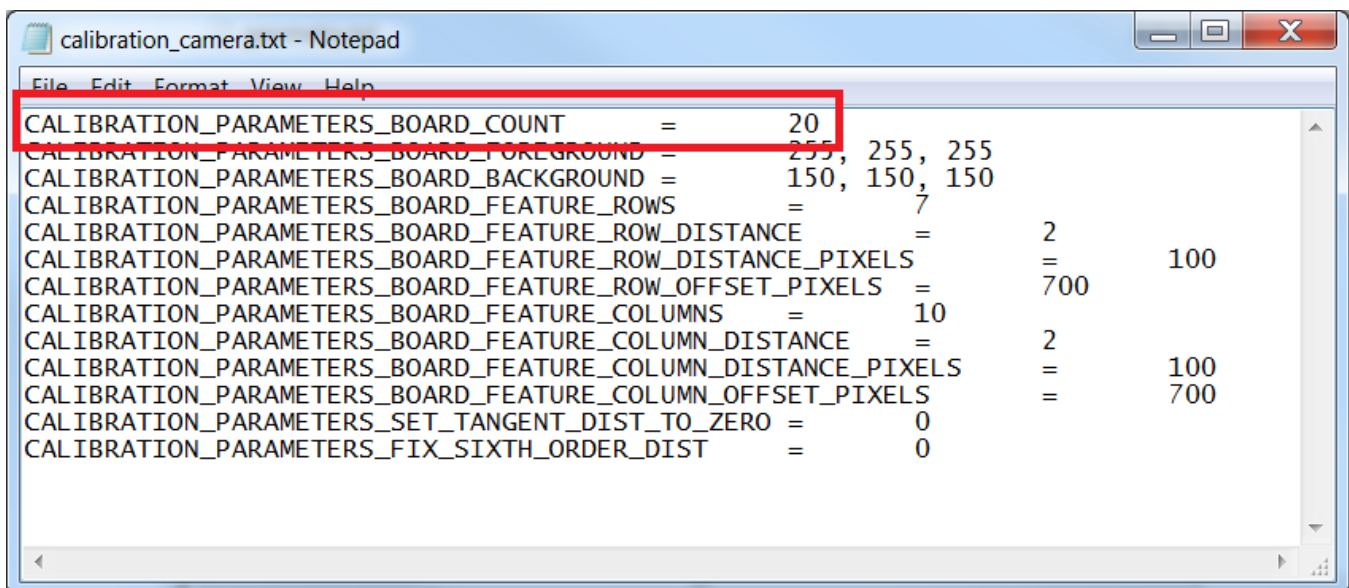 calibration_camera.txt - Notepad
File Edit Format View Help
CALIBRATION_PARAMETERS_BOARD_COUNT = 20
CALIBRATION_PARAMETERS_BOARD_FOREGROUND = 255, 255, 255
CALIBRATION_PARAMETERS_BOARD_BACKGROUND = 150, 150, 150
CALIBRATION_PARAMETERS_BOARD_FEATURE_ROWS = 7
CALIBRATION_PARAMETERS_BOARD_FEATURE_ROW_DISTANCE = 2
CALIBRATION_PARAMETERS_BOARD_FEATURE_ROW_DISTANCE_PIXELS = 100
CALIBRATION_PARAMETERS_BOARD_FEATURE_ROW_OFFSET_PIXELS = 700
CALIBRATION_PARAMETERS_BOARD_FEATURE_COLUMNS = 10
CALIBRATION_PARAMETERS_BOARD_FEATURE_COLUMN_DISTANCE = 2
CALIBRATION_PARAMETERS_BOARD_FEATURE_COLUMN_DISTANCE_PIXELS = 100
CALIBRATION_PARAMETERS_BOARD_FEATURE_COLUMN_OFFSET_PIXELS = 700
CALIBRATION_PARAMETERS_SET_TANGENT_DIST_TO_ZERO = 0
CALIBRATION_PARAMETERS_FIX_SIXTH_ORDER_DIST = 0